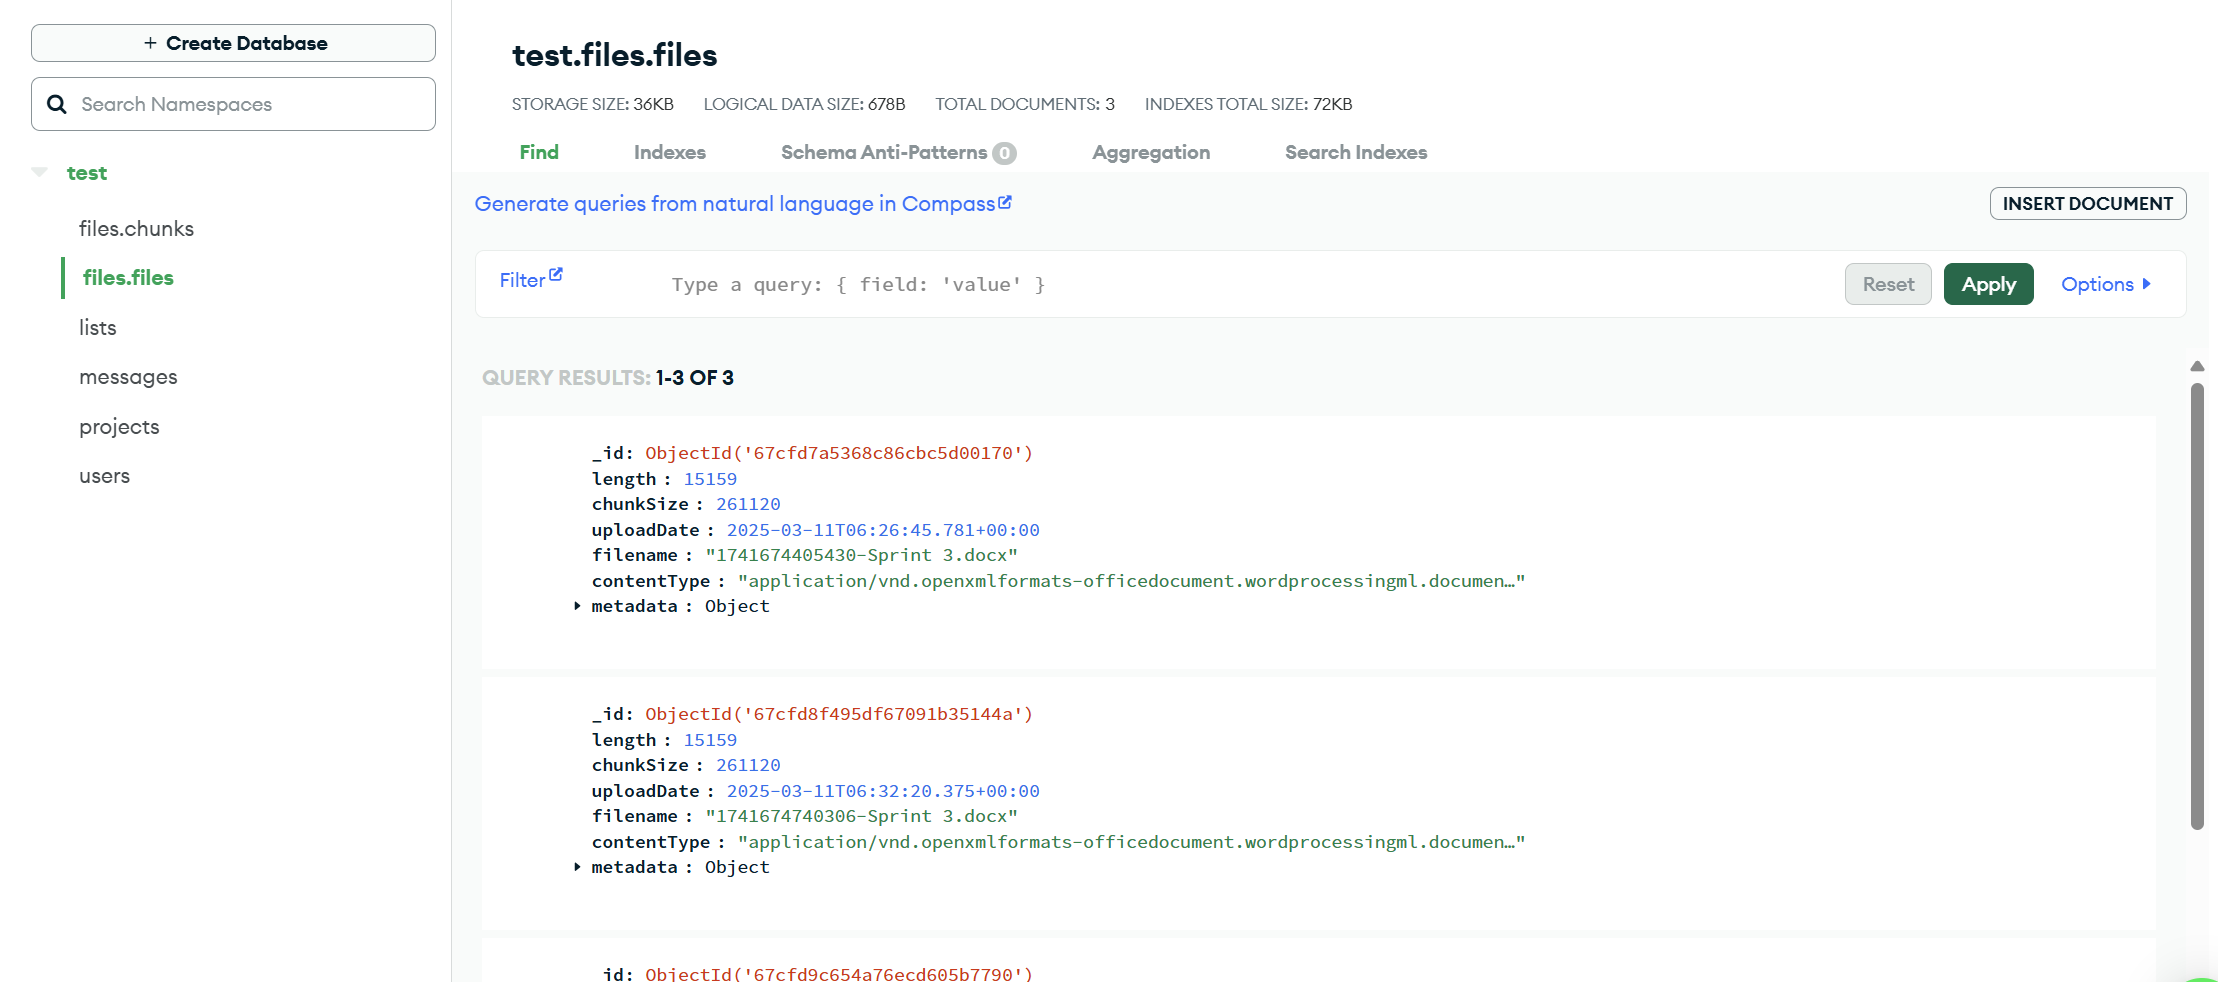 + Create Database
Search Namespaces
test
files.chunks
files.files
lists
messages
projects
users
test.files.files
STORAGE SIZE: 36KB LOGICAL DATA SIZE: 678B TOTAL DOCUMENTS: 3 INDEXES TOTAL SIZE: 72KB
Find Indexes Schema Anti-Patterns 0 Aggregation Search Indexes
Generate queries from natural language in Compass
INSERT DOCUMENT
Filter Type a query: { field: 'value' } Reset Apply Options
QUERY RESULTS: 1-3 OF 3
_id: ObjectId('67cfd7a5368c86cbc5d00170')
length : 15159
chunkSize : 261120
uploadDate : 2025-03-11T06:26:45.781+00:00
filename : "1741674405430-Sprint 3.docx"
contentType : "application/vnd.openxmlformats-officedocument.wordprocessingml.documen…"
metadata : Object
_id: ObjectId('67cfd8f495df67091b35144a')
length : 15159
chunkSize : 261120
uploadDate : 2025-03-11T06:32:20.375+00:00
filename : "1741674740306-Sprint 3.docx"
contentType : "application/vnd.openxmlformats-officedocument.wordprocessingml.documen…"
metadata : Object
id: ObjectId('67cfd9c654a76ecd605b7790')